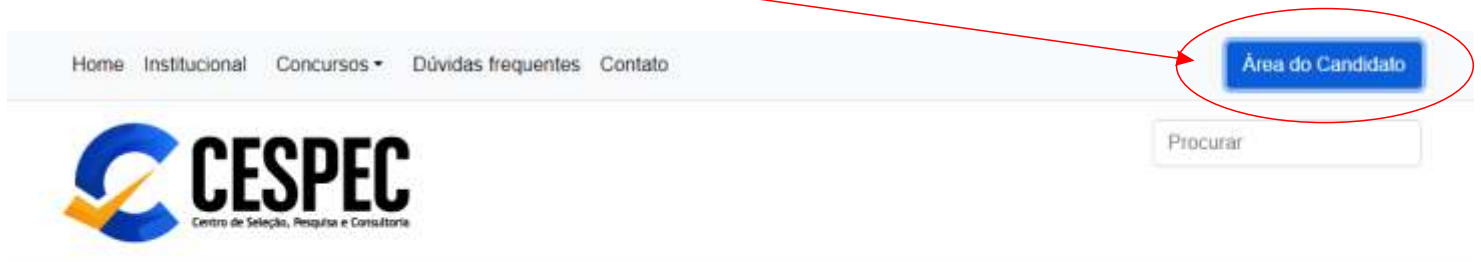 Home Institucional Concursos Dúvidas frequentes Contato
Área do Candidato
CESPEC
Centro de Seleção, Pesquisa e Consultoria
Procurar